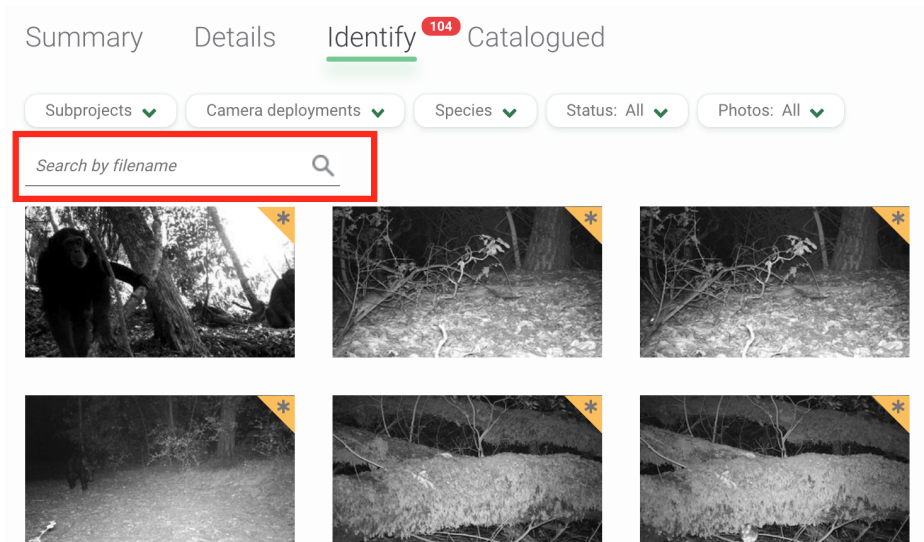 Summary Details Identify 104 Catalogued
Subprojects Camera deployments Species Status: All Photos: All
Search by filename